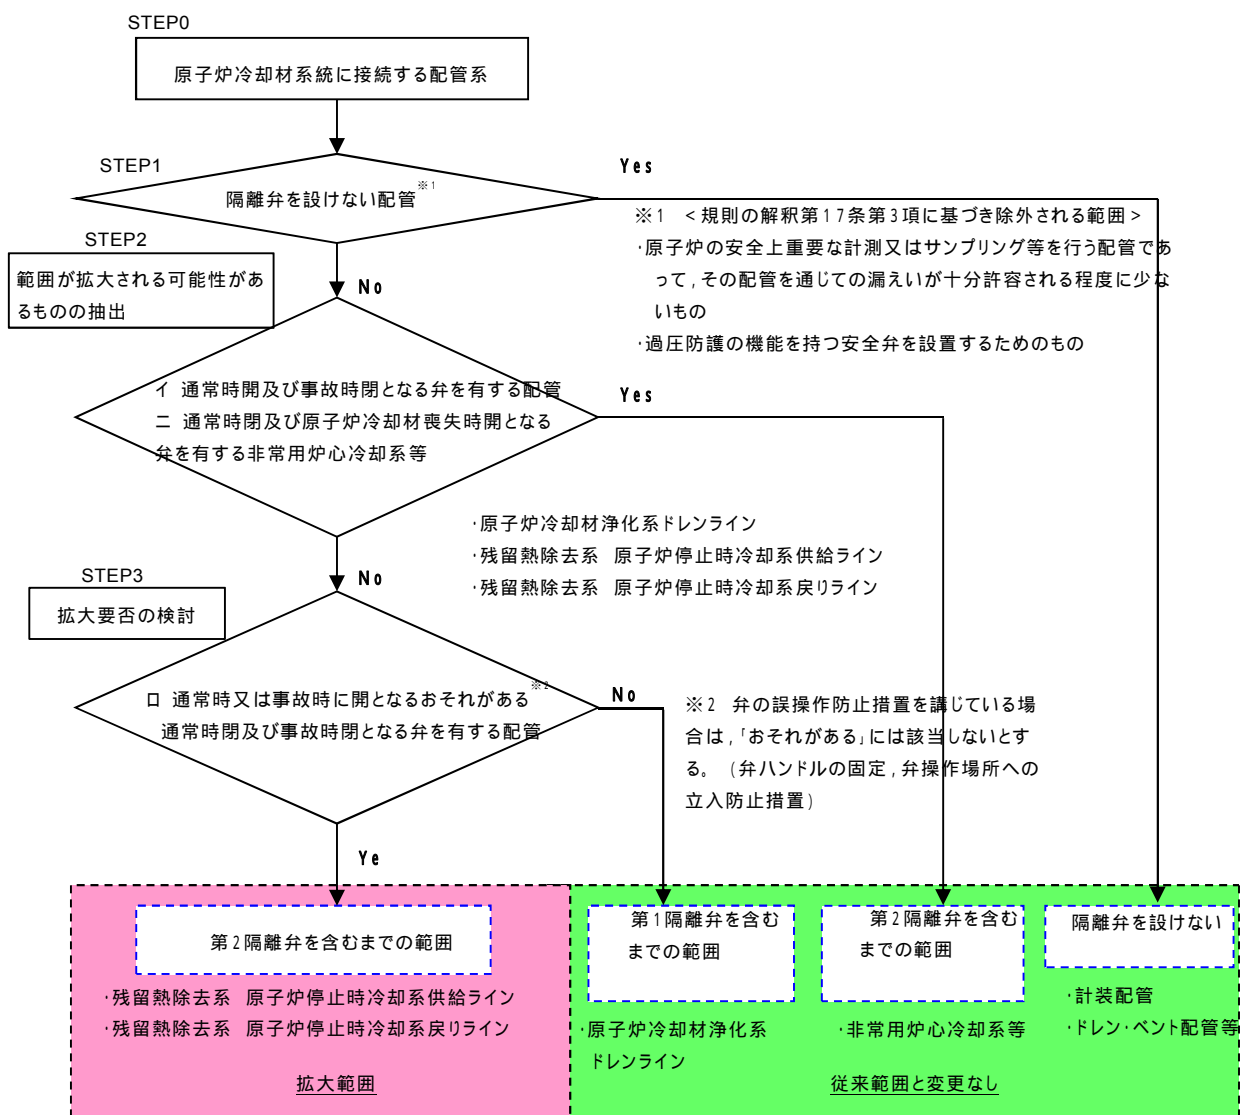 STEP0
原子炉冷却材系統に接続する配管系
STEP1
隔離弁を設けない配管※1
Yes
※1 <規則の解釈第17条第3項に基づき除外される範囲>
・原子炉の安全上重要な計測又はサンプリング等を行う配管であ
って,その配管を通じての漏えいが十分許容される程度に少な
いもの
・過圧防護の機能を持つ安全弁を設置するためのもの
STEP2
範囲が拡大される可能性があ
るものの抽出
No
イ 通常時開及び事故時閉となる弁を有する配管
ニ 通常時閉及び原子炉冷却材喪失時開となる
弁を有する非常用炉心冷却系等
Yes
・原子炉冷却材浄化系ドレンライン
・残留熱除去系 原子炉停止時冷却系供給ライン
・残留熱除去系 原子炉停止時冷却系戻りライン
No
STEP3
拡大要否の検討
ロ 通常時又は事故時に開となるおそれがある※2
通常時閉及び事故時閉となる弁を有する配管
No
※2 弁の誤操作防止措置を講じている場
合は,「おそれがある」には該当しないとす
る。(弁ハンドルの固定,弁操作場所への
立入防止措置)
Ye
第2隔離弁を含むまでの範囲
・残留熱除去系 原子炉停止時冷却系供給ライン
・残留熱除去系 原子炉停止時冷却系戻りライン
拡大範囲
第1隔離弁を含む
までの範囲
・原子炉冷却材浄化系
ドレンライン
第2隔離弁を含む
までの範囲
・非常用炉心冷却系等
隔離弁を設けない
・計装配管
・ドレン・ベント配管等
従来範囲と変更なし